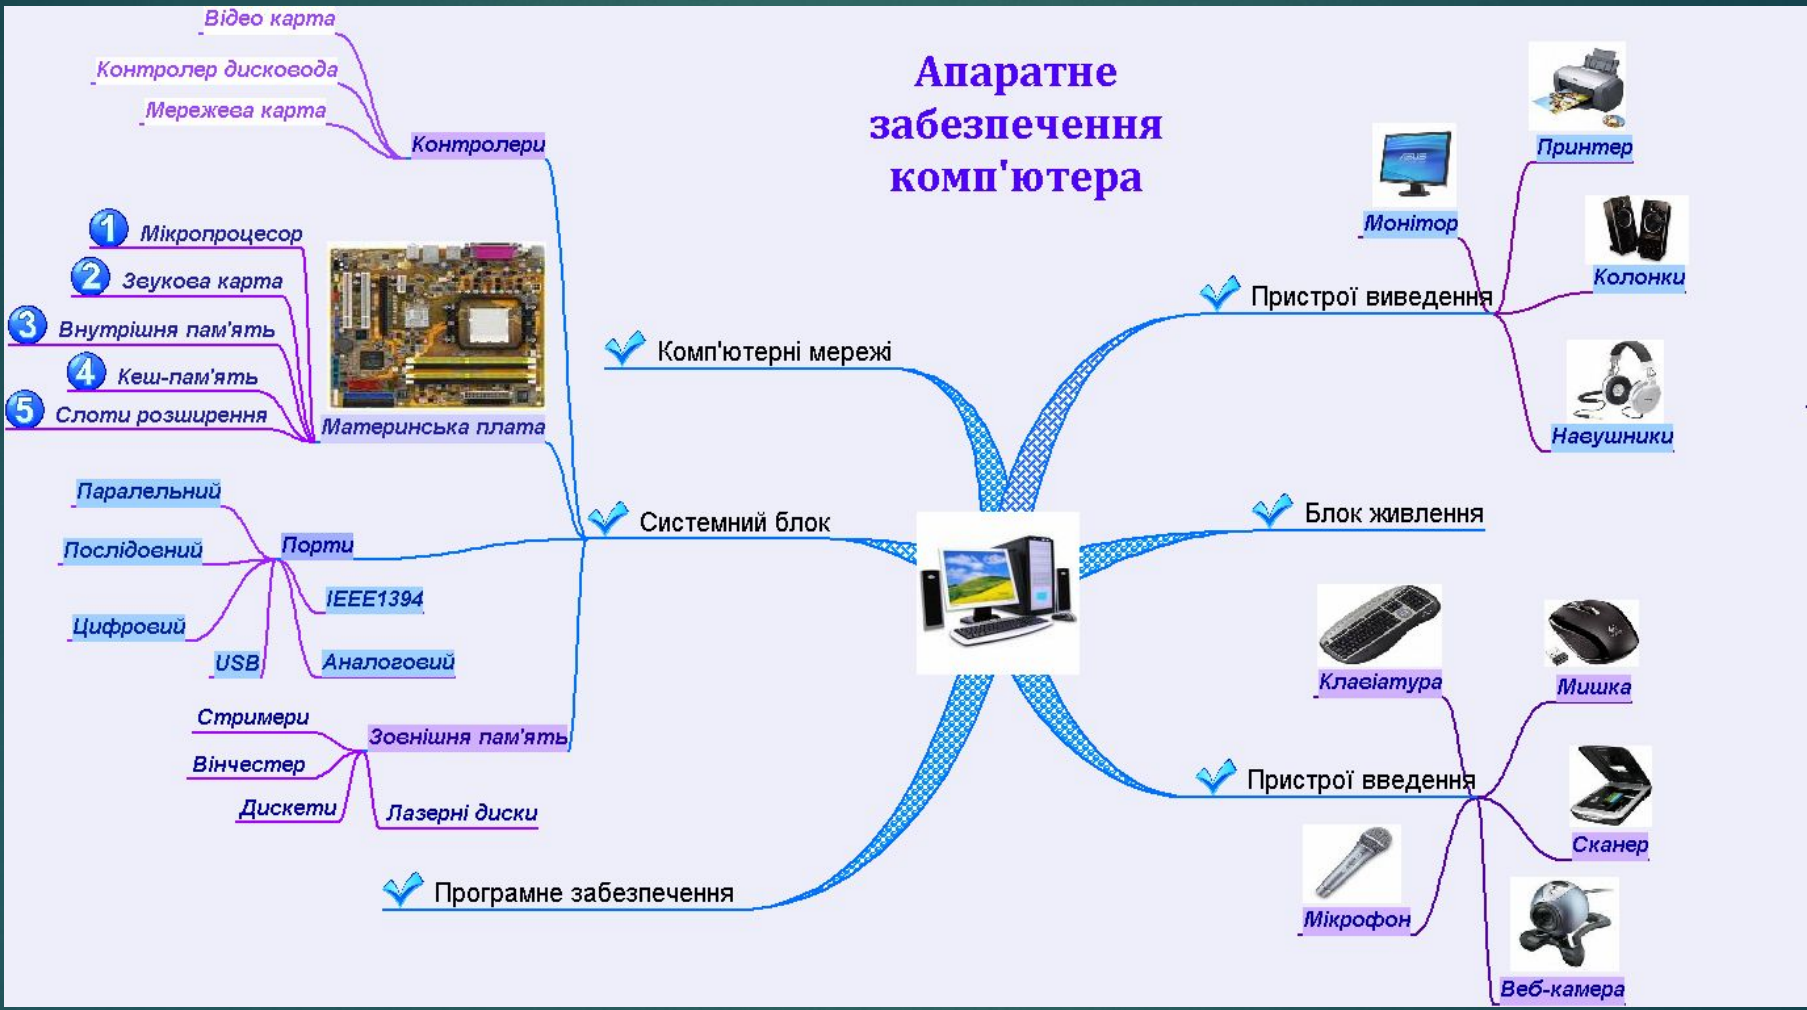 Апаратне
забезпечення
комп'ютера
Відео карта
Контролер дисковода
Мережева карта
Контролери
1 Мікропроцесор
2 Звукова карта
3 Внутрішня пам'ять
4 Кеш-пам'ять
5 Слоти розширення
Материнська плата
Паралельний
Послідовний
Цифровий
USB
Порти
IEEE1394
Аналоговий
Стримери
Вінчестер
Дискети
Лазерні диски
Зовнішня пам'ять
Комп'ютерні мережі
Системний блок
Програмне забезпечення
Пристрої виведення
ASUS
Монітор
Принтер
Колонки
Навушники
Блок живлення
Пристрої введення
Клавіатура
Мишка
Сканер
Мікрофон
Веб-камера